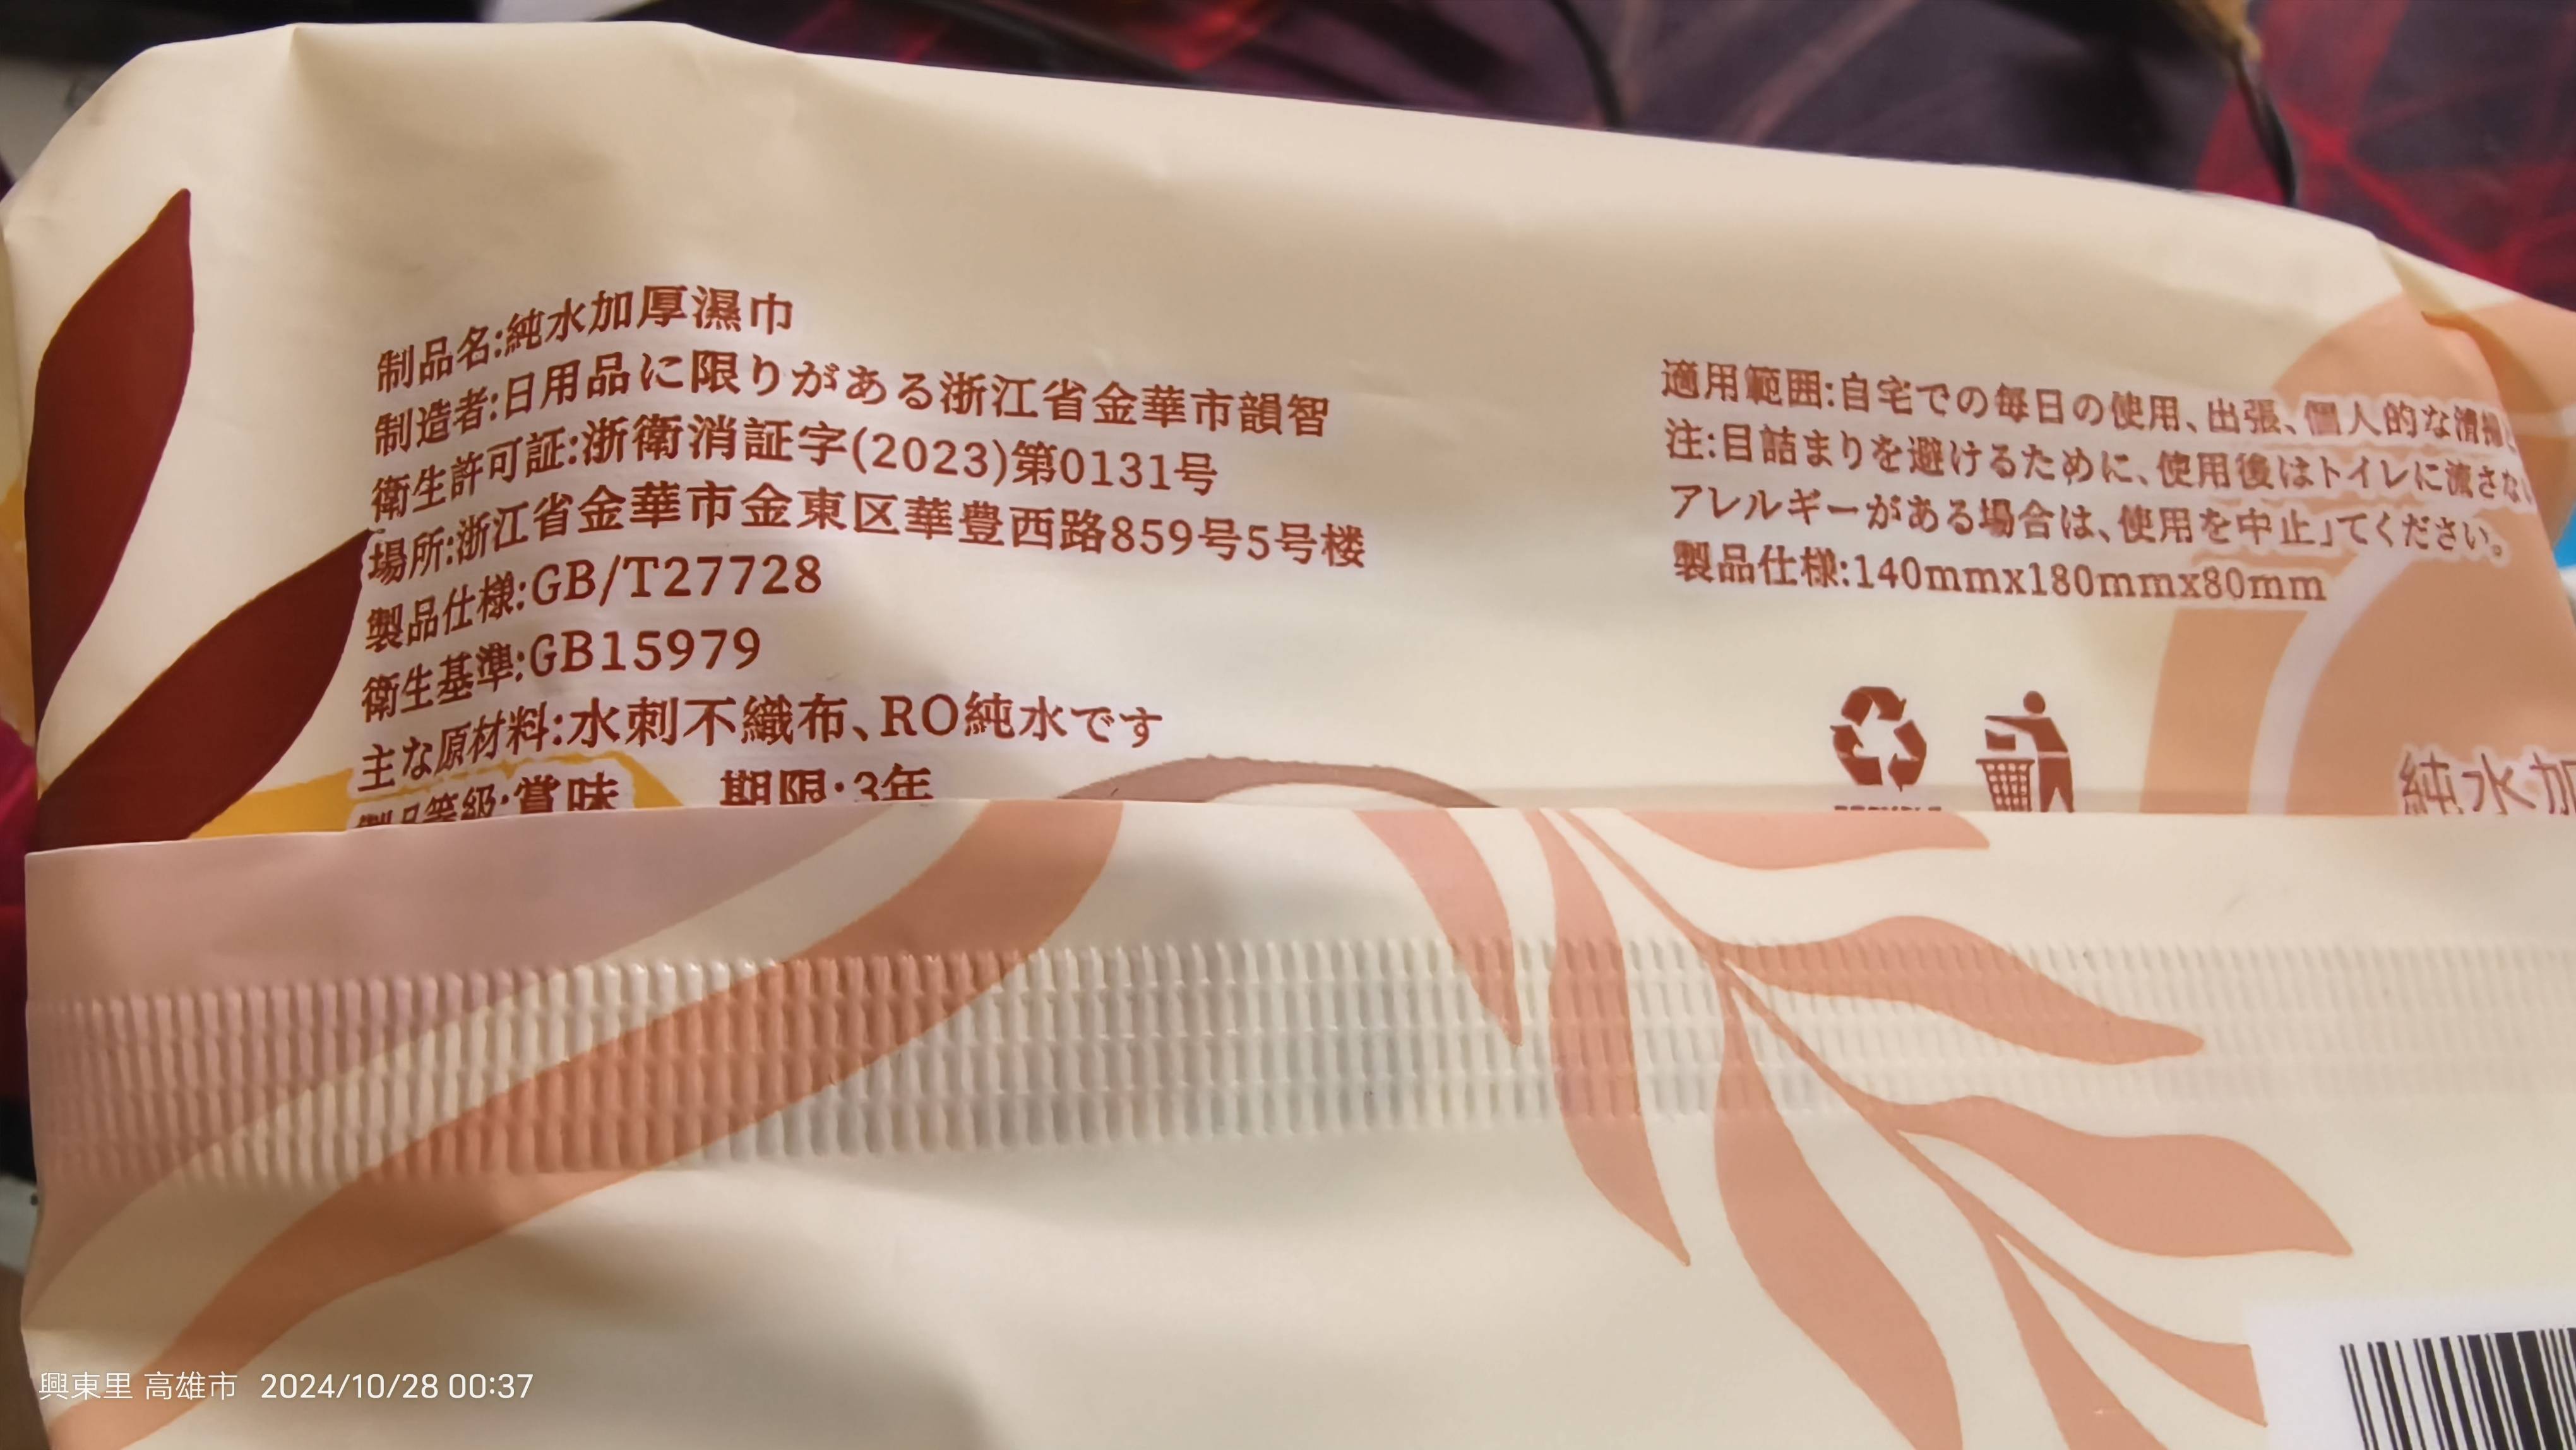 制品名:純水加厚濕巾
制造者:日用品に限りがある浙江省金華市韻智
衛生許可証:浙衛消証字(2023)第0131号
場所:浙江省金華市金東区華豊西路859号5号楼
製品仕様:GB/T27728
衛生基準:GB15979
主な原材料:水刺不織布、RO純水です
製品等級:賞味 期限:3年
適用範囲:自宅での毎日の使用、出張、個人的な清掃
注:目詰まりを避けるために、使用後はトイレに流さない
アレルギーがある場合は、使用を中止」てください。
製品仕様:140mmx180mmx80mm
純水加
興東里 高雄市 2024/10/28 00:37